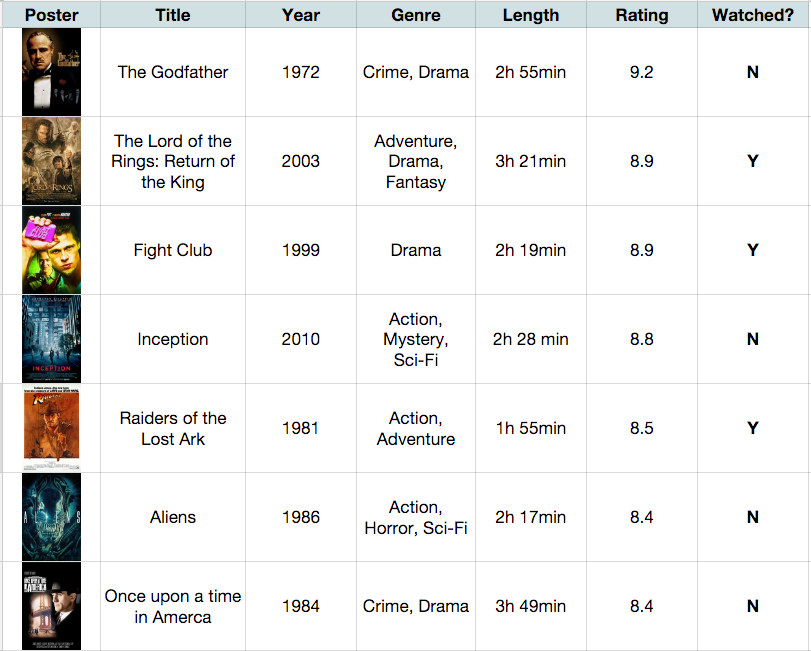 Poster Title Year Genre Length Rating Watched?
The Godfather
The Godfather 1972 Crime, Drama 2h 55min 9.2 N
The Lord of the
Rings: Return of
the King
2003
Adventure,
Drama,
Fantasy
3h 21min 8.9 Y
Fight Club 1999 Drama 2h 19min 8.9 Y
INCEPTION
Inception 2010
Action,
Mystery,
Sci-Fi
2h 28 min 8.8 N
Raiders of the
Lost Ark
1981
Action,
Adventure
1h 55min 8.5 Y
ALIENS
Aliens 1986
Action,
Horror, Sci-Fi
2h 17min 8.4 N
Once upon a time
in Amerca
1984 Crime, Drama 3h 49min 8.4 N